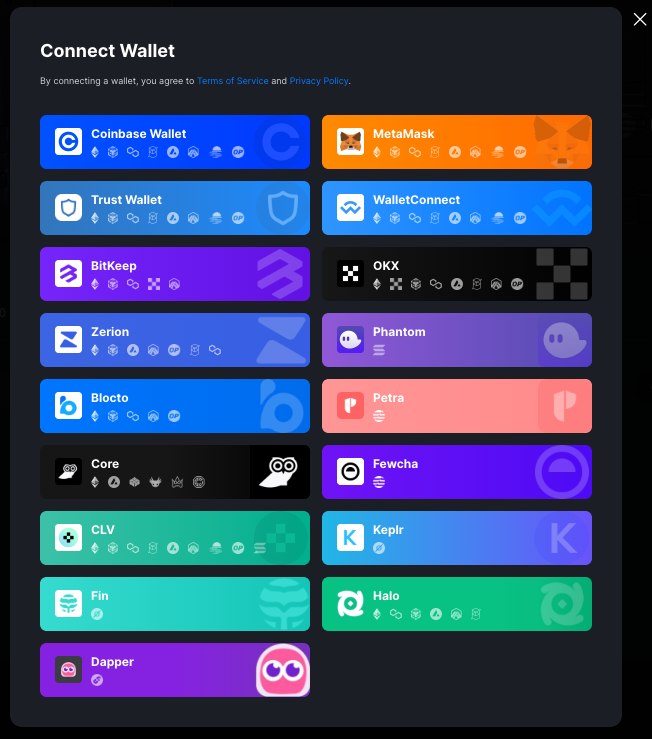 Connect Wallet
By connecting a wallet, you agree to Terms of Service and Privacy Policy.
Coinbase Wallet
MetaMask
Trust Wallet
WalletConnect
BitKeep
OKX
Zerion
Phantom
Blocto
Petra
Core
Fewcha
CLV
Keplr
Fin
Halo
Dapper